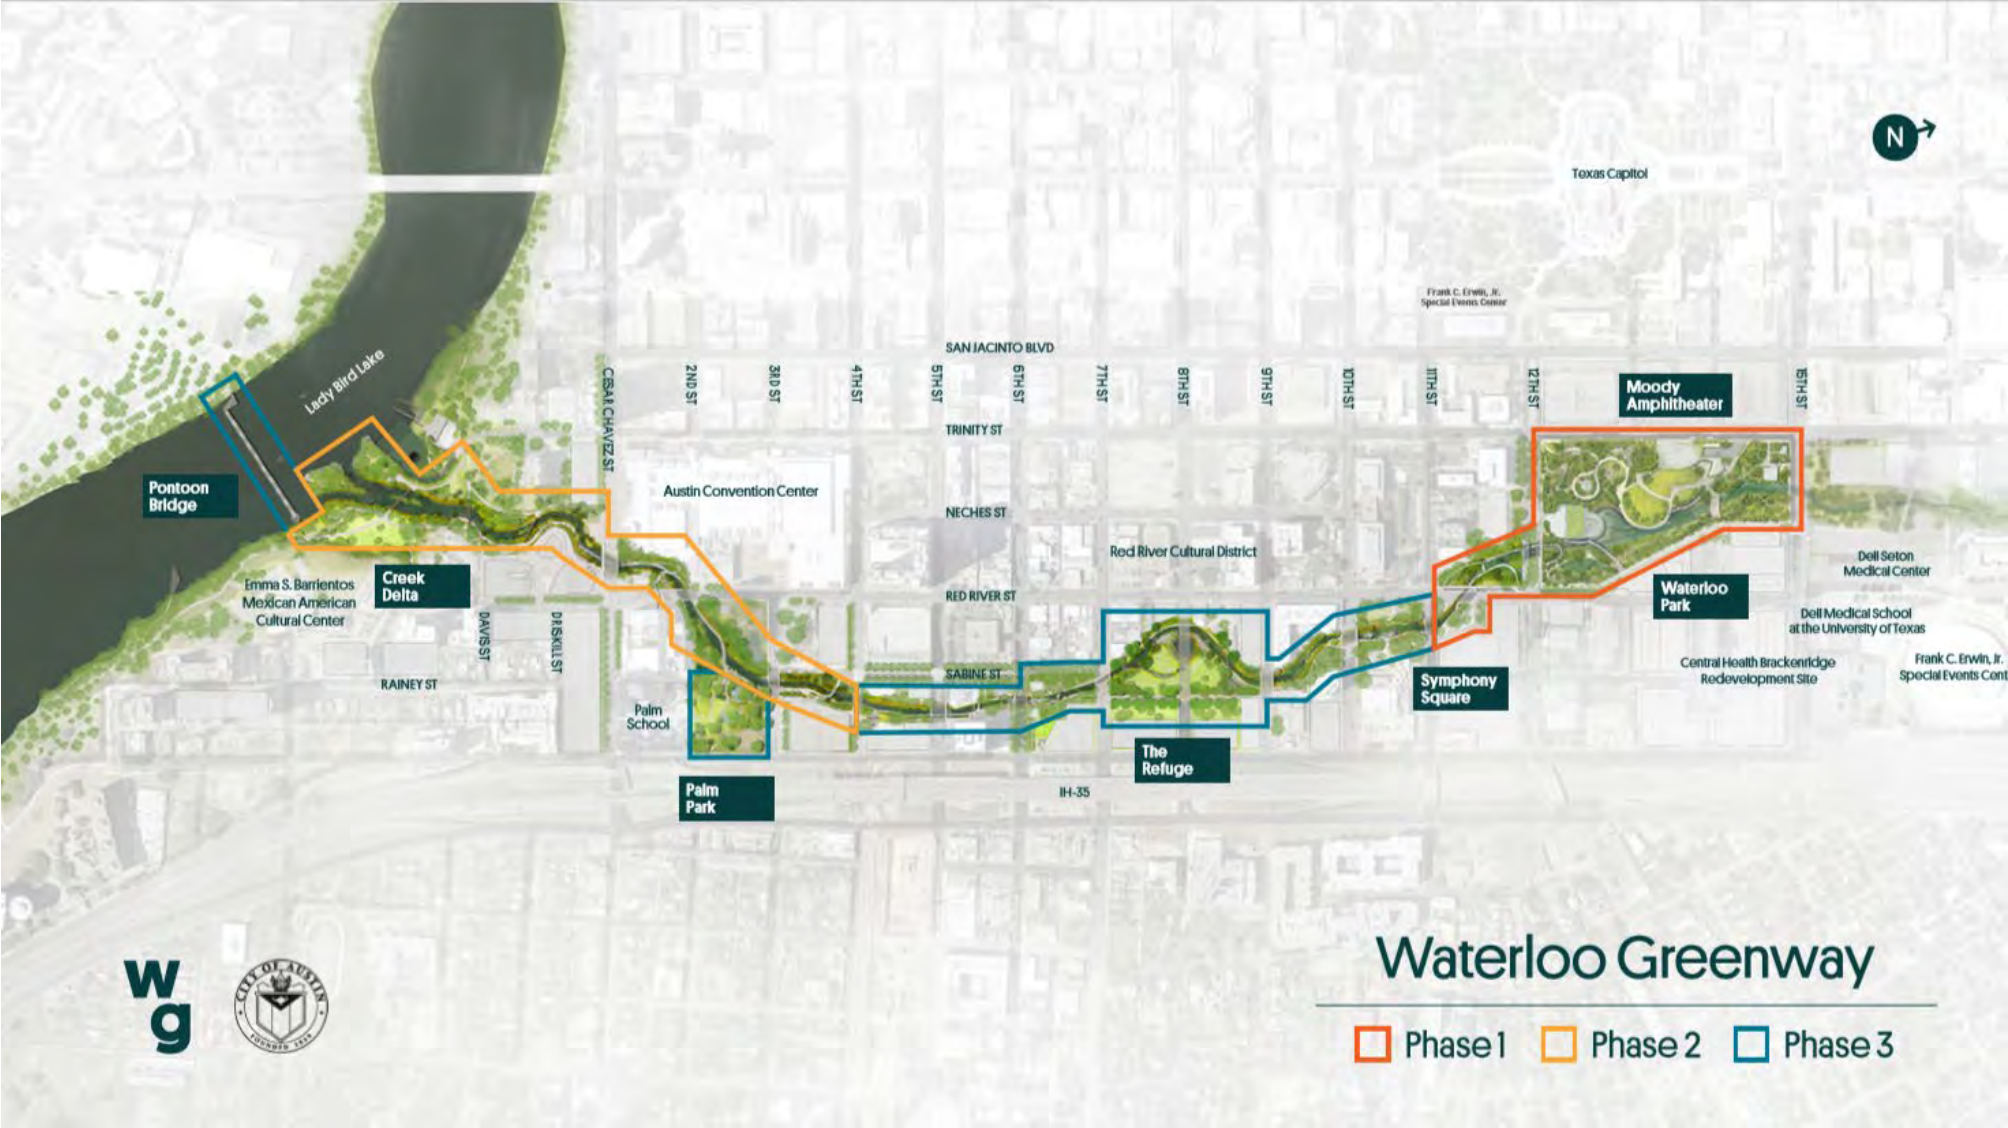 N
Texas Capitol
Frank C. Erwin, Jr.
Special Events Center
SAN JACINTO BLVD
Lady Bird Lake
CESAR CHAVEZ ST
2ND ST
3RD ST
4TH ST
5TH ST
6TH ST
7TH ST
8TH ST
9TH ST
10TH ST
11TH ST
12TH ST
15TH ST
Moody
Amphitheater
TRINITY ST
Pontoon
Bridge
Austin Convention Center
NECHES ST
Red River Cultural District
Creek
Delta
Emma S. Barrientos
Mexican American
Cultural Center
RED RIVER ST
Waterloo
Park
Dell Seton
Medical Center
Dell Medical School
at the University of Texas
DAVIS ST
DRISKILL ST
RAINEY ST
SABINE ST
Central Health Brackenridge
Redevelopment Site
Frank C. Erwin, Jr.
Special Events Cent
Symphony
Square
Palm
School
The
Refuge
Palm
Park
IH-35
Waterloo Greenway
wg
CITY OF AUSTIN
FOUNDED 1839
Phase 1
Phase 2
Phase 3